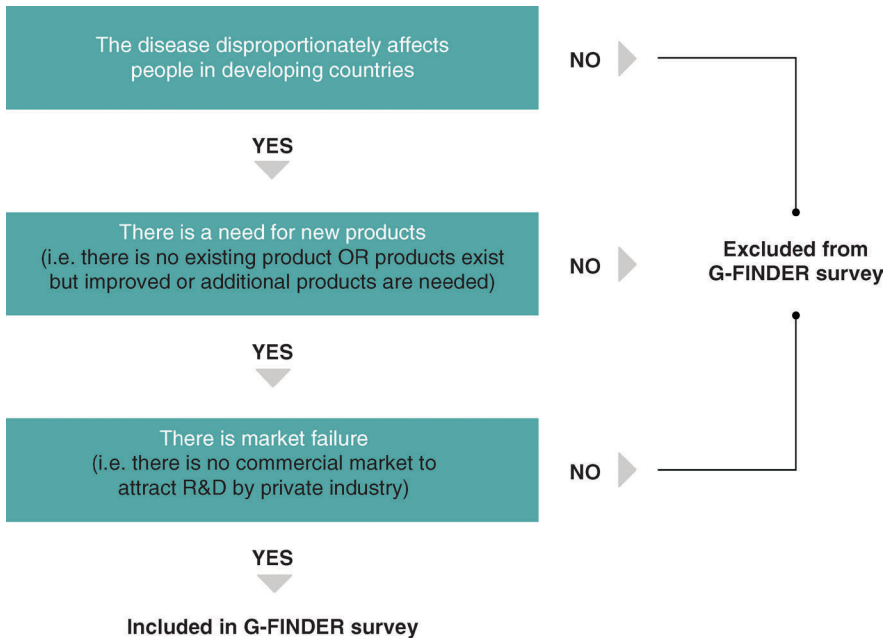 The disease disproportionately affects
people in developing countries
NO
YES
There is a need for new products
(i.e. there is no existing product OR products exist
but improved or additional products are needed)
NO
Excluded from
G-FINDER survey
YES
There is market failure
(i.e. there is no commercial market to
attract R&D by private industry)
NO
YES
Included in G-FINDER survey